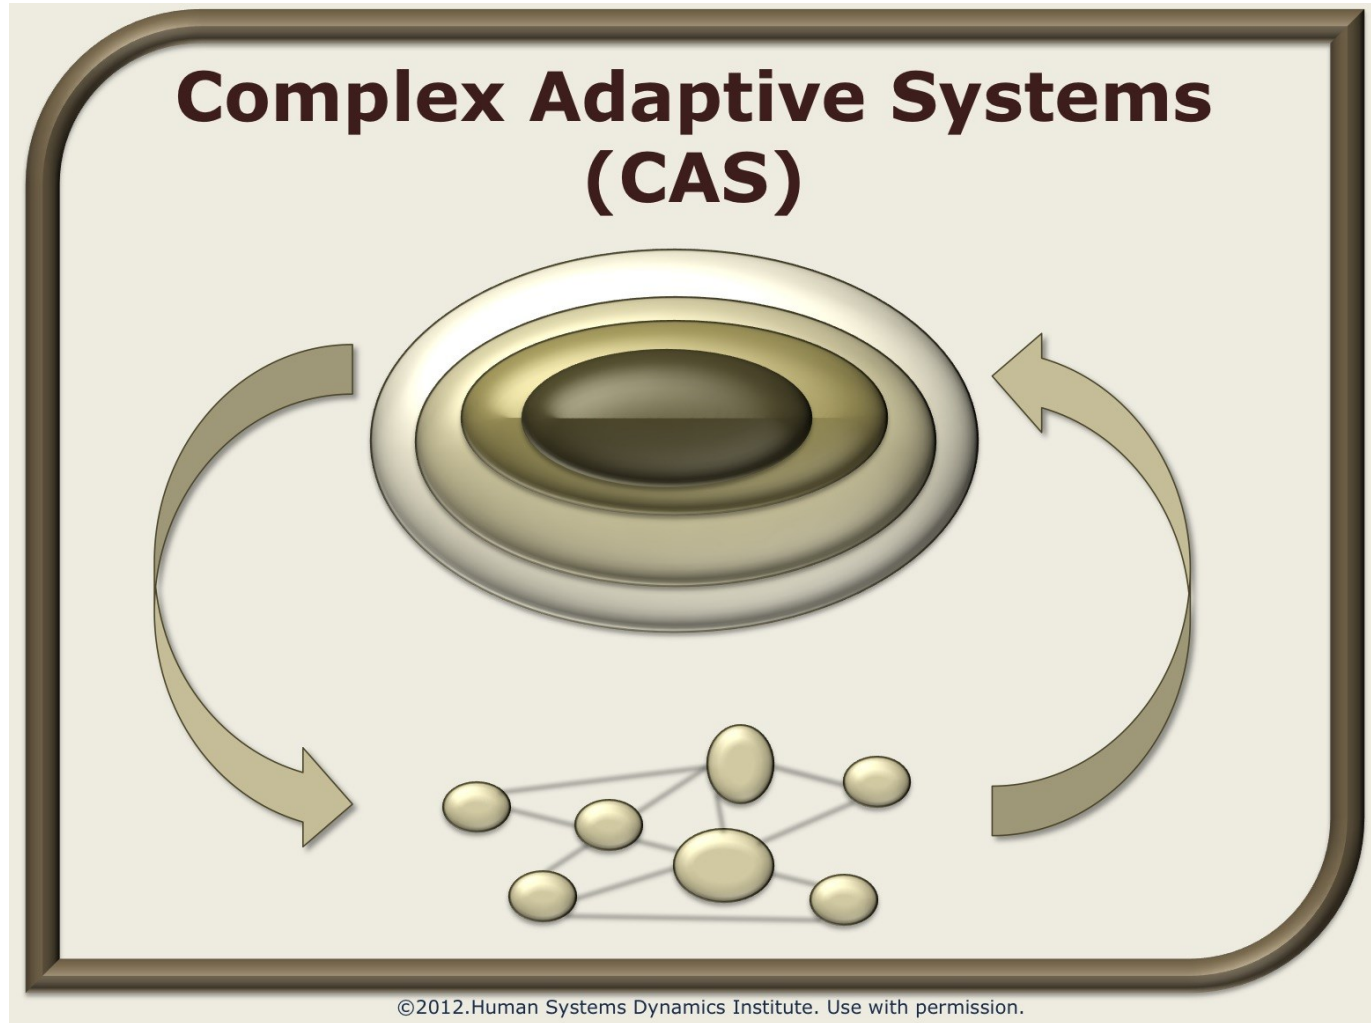 Complex Adaptive Systems
(CAS)
©2012.Human Systems Dynamics Institute. Use with permission.